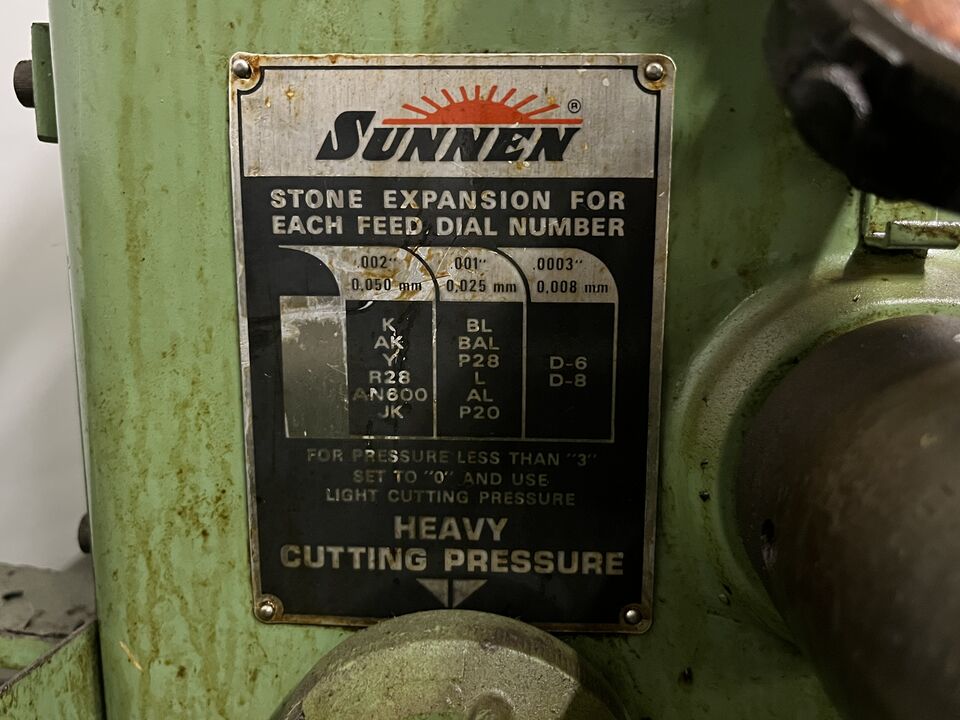 SUNNEN®
STONE EXPANSION FOR
EACH FEED DIAL NUMBER
.002" .001" .0003"
0,050 mm 0,025 mm 0,008 mm
K BL
AK BAL
Y P28 D-6
R28 L D-8
AN600 AL
JK P20
FOR PRESSURE LESS THAN "3"
SET TO "0" AND USE
LIGHT CUTTING PRESSURE
HEAVY
CUTTING PRESSURE